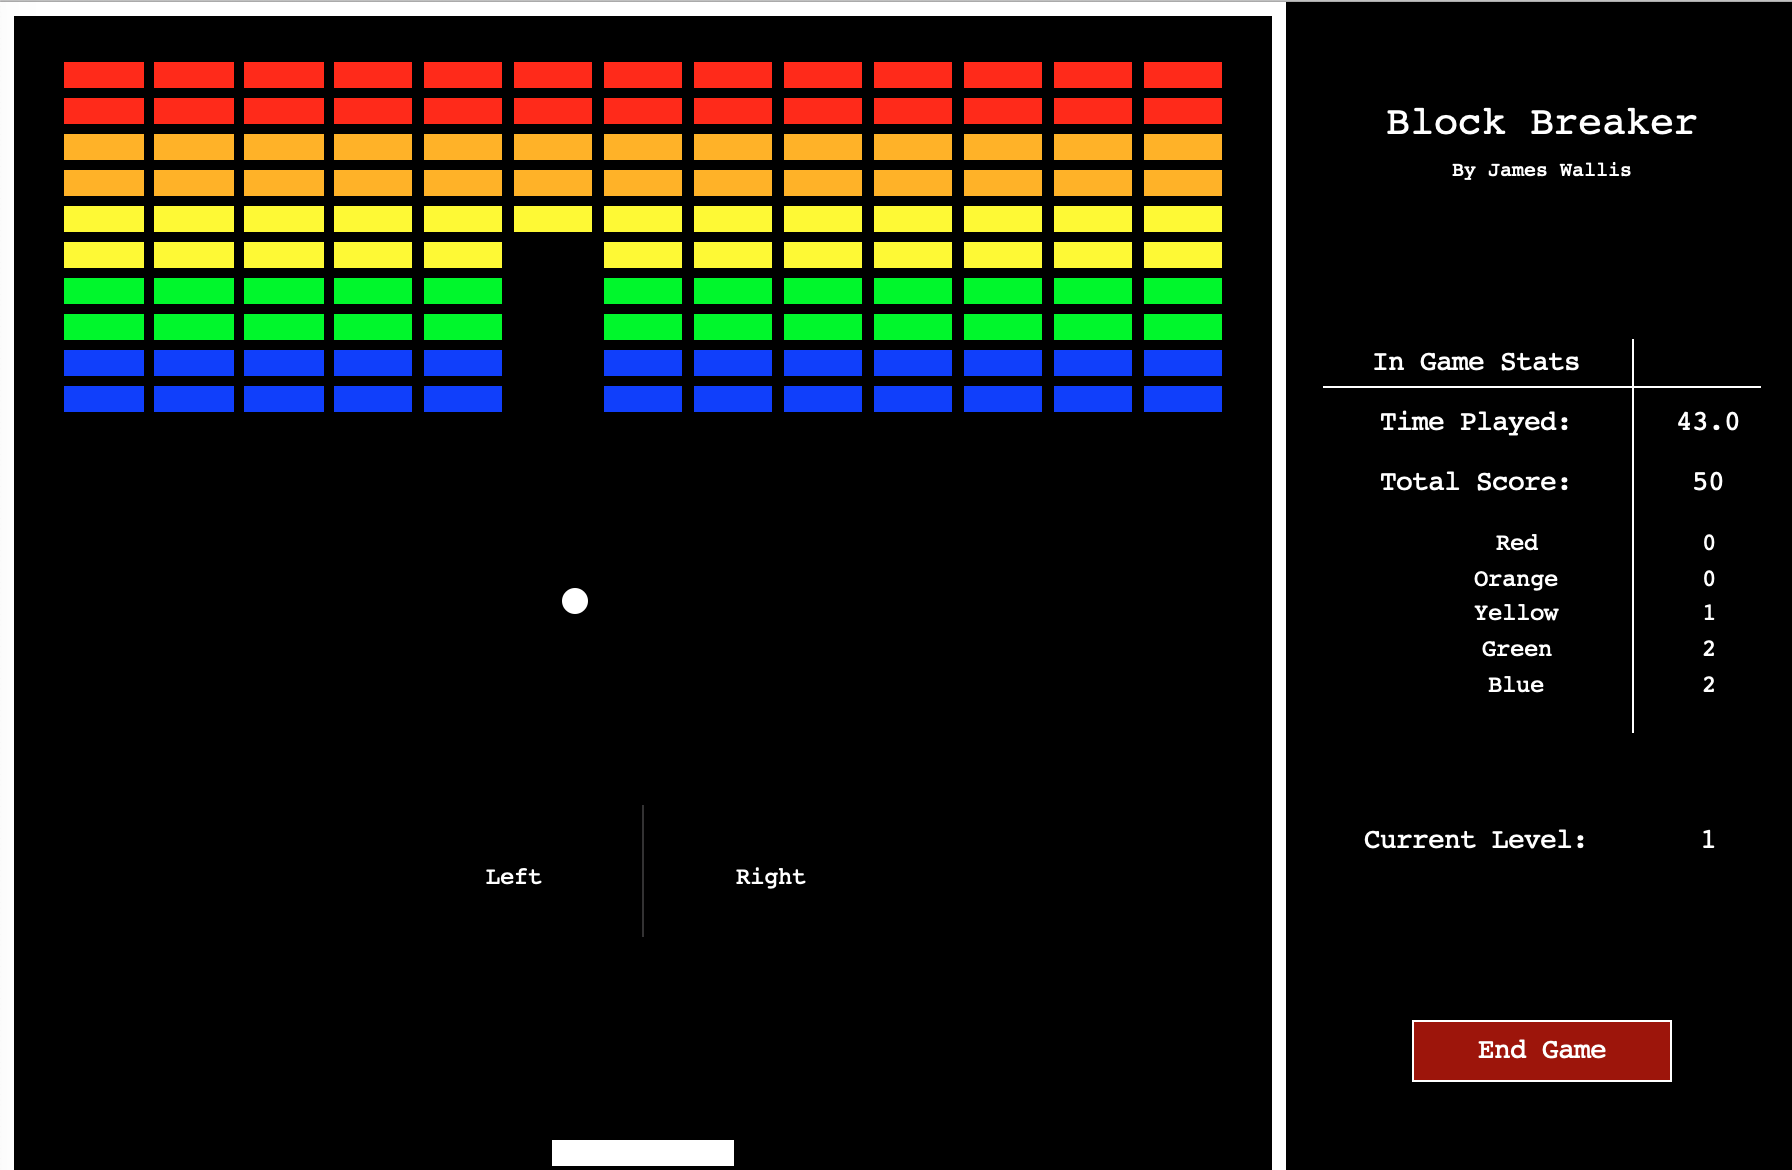 Block Breaker
By James Wallis
In Game Stats
Time Played: 43.0
Total Score: 50
Red 0
Orange 0
Yellow 1
Green 2
Blue 2
Left Right
Current Level: 1
End Game